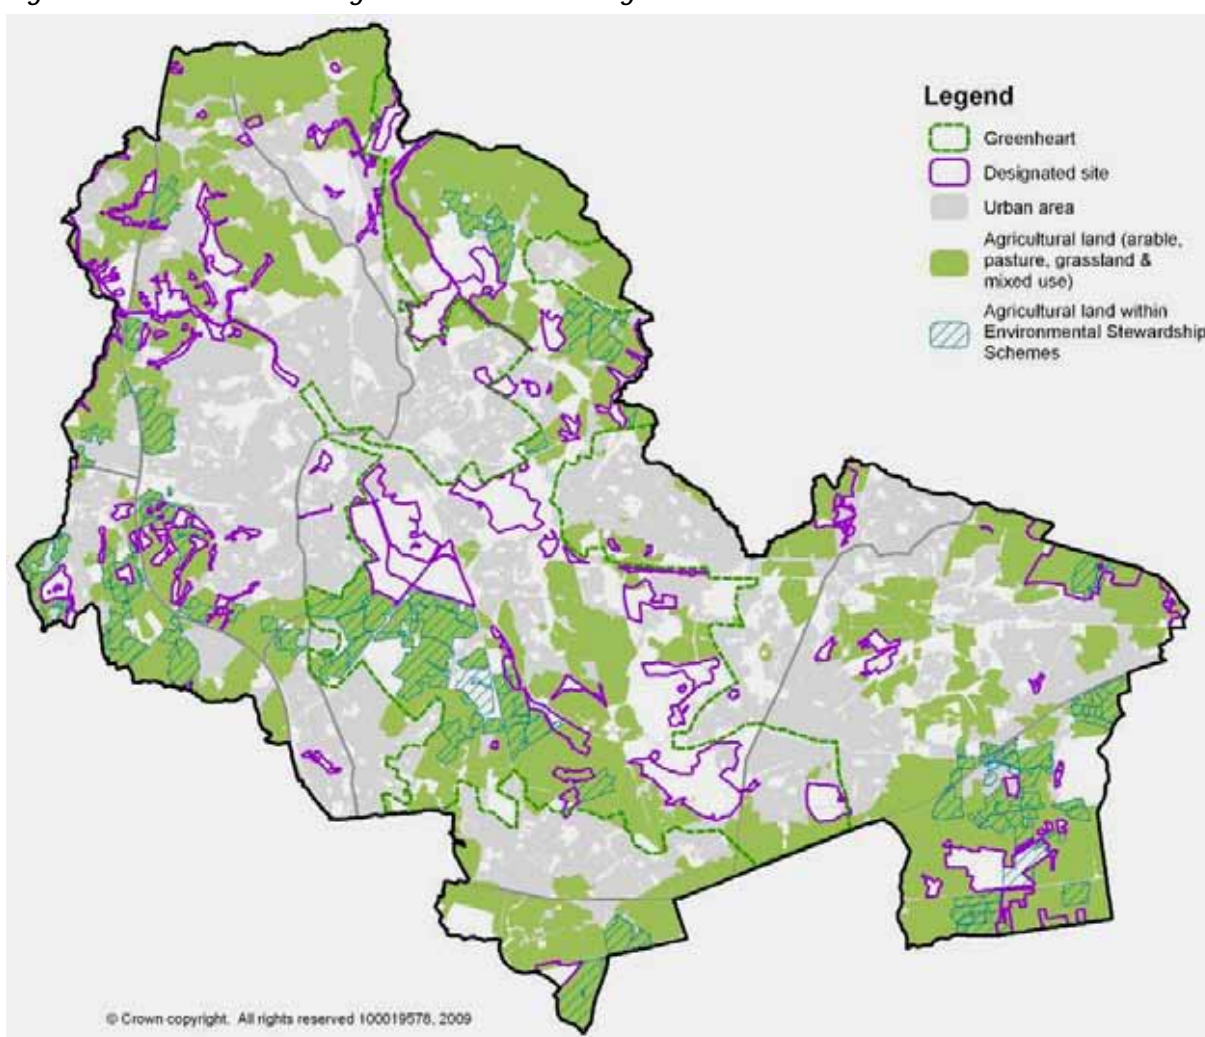 Legend
Greenheart
Designated site
Urban area
Agricultural land (arable,
pasture, grassland &
mixed use)
Agricultural land within
Environmental Stewardship
Schemes
© Crown copyright. All rights reserved 100019578, 2009